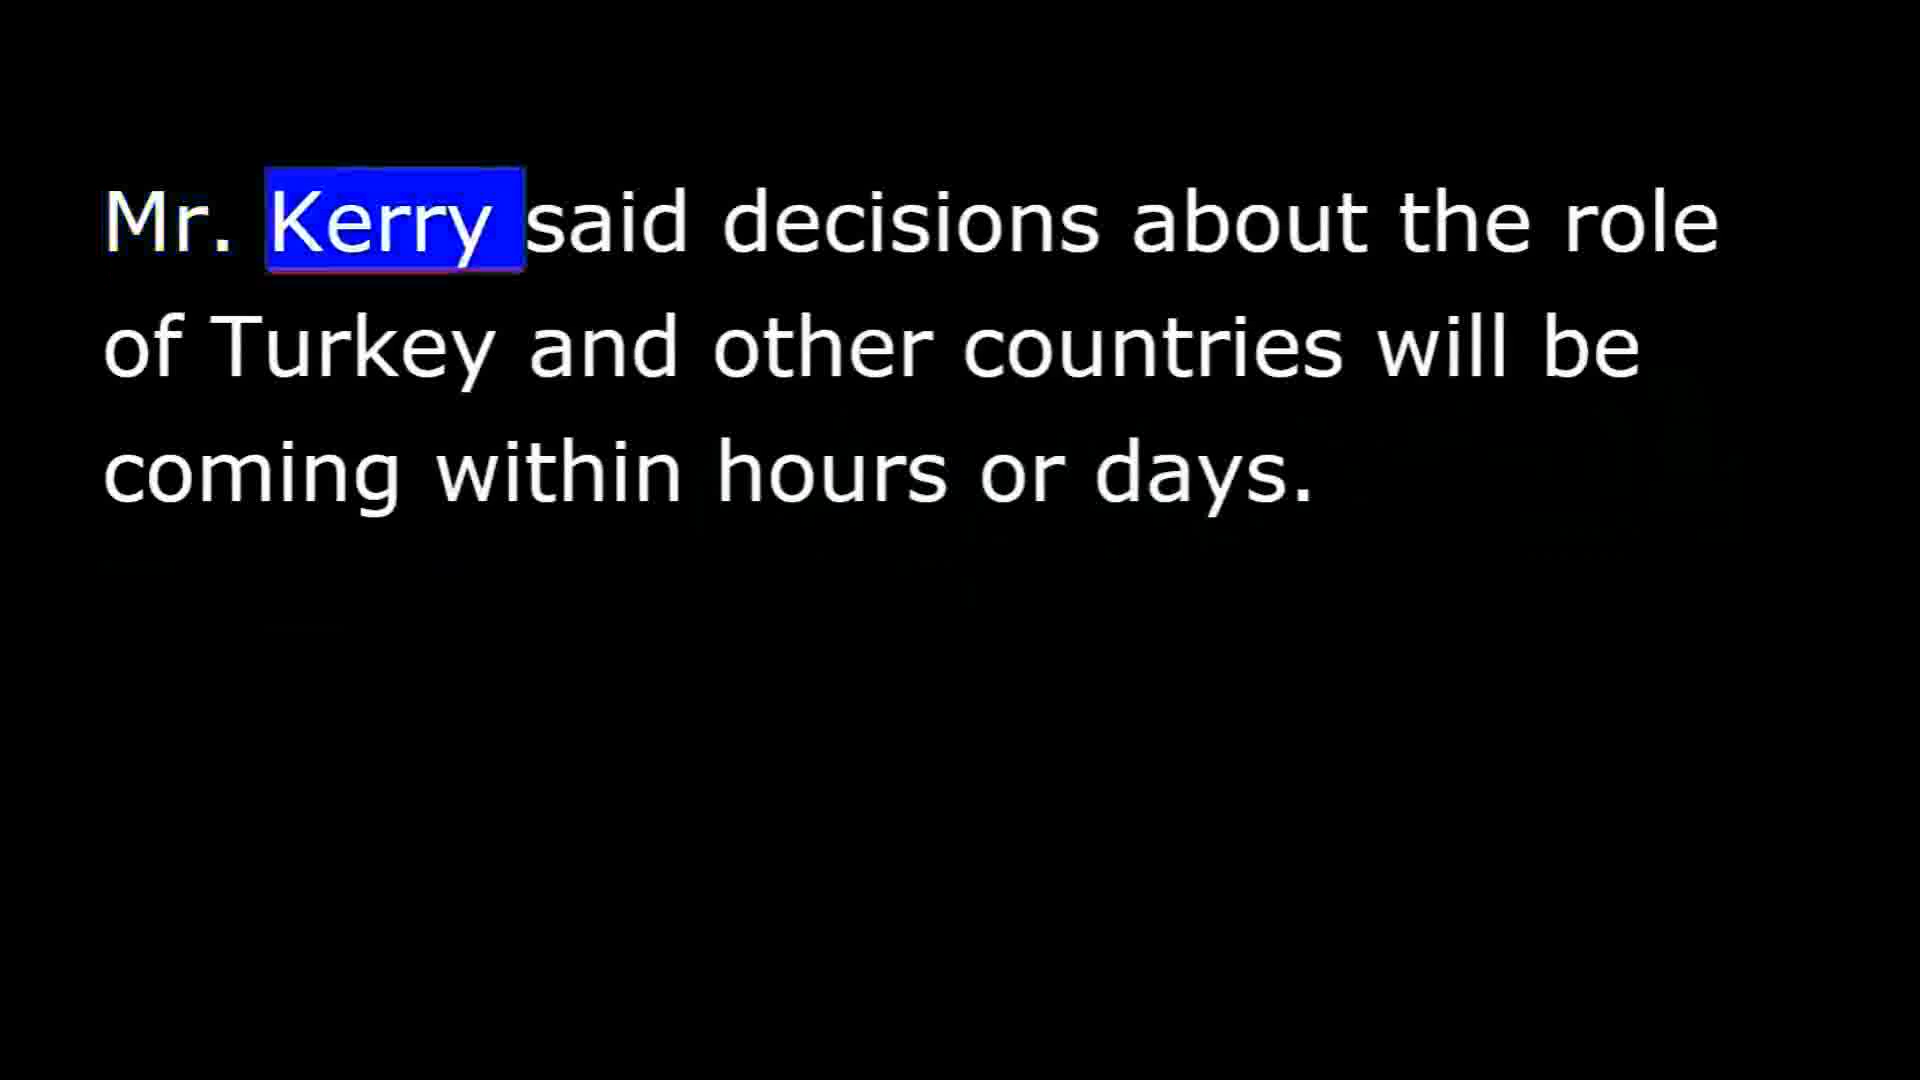 Mr. Kerry said decisions about the role
of Turkey and other countries will be
coming within hours or days.